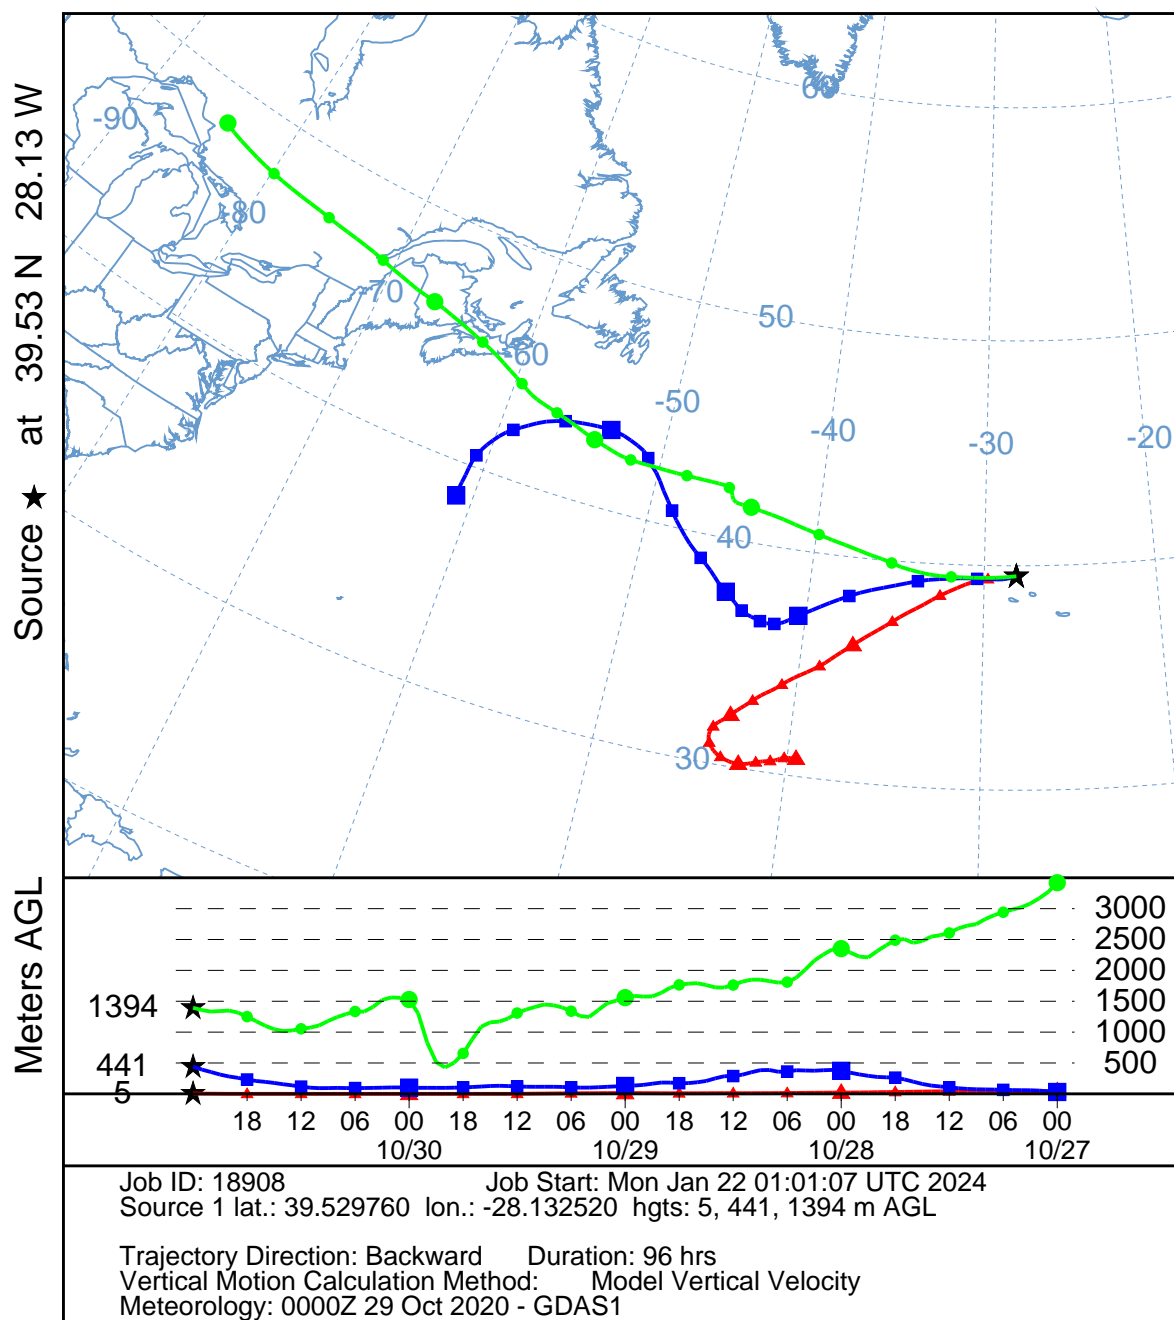 Source ★ at 39.53 N 28.13 W
60
-90
-80
-70
-60
50
-50
-40
-30
-20
40
30
Meters AGL
3000
2500
2000
1500
1000
500
1394
441
5
18 12 06 00 18 12 06 00 18 12 06 00 18 12 06 00
10/30 10/29 10/28 10/27
Job ID: 18908 Job Start: Mon Jan 22 01:01:07 UTC 2024
Source 1 lat.: 39.529760 lon.: -28.132520 hgts: 5, 441, 1394 m AGL
Trajectory Direction: Backward Duration: 96 hrs
Vertical Motion Calculation Method: Model Vertical Velocity
Meteorology: 0000Z 29 Oct 2020 - GDAS1